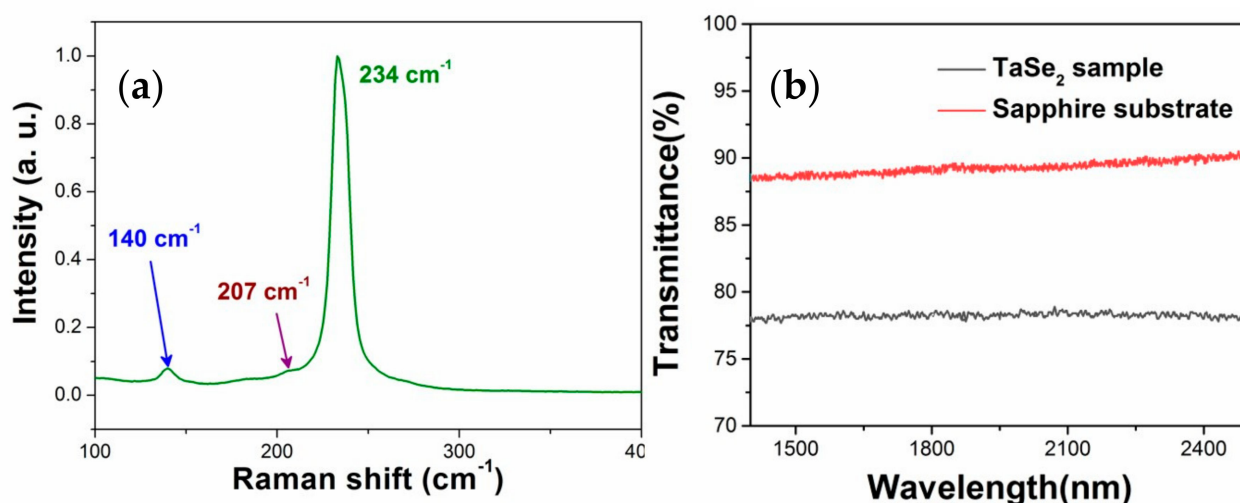 (a)
234 cm⁻¹
140 cm⁻¹
207 cm⁻¹
Intensity (a. u.)
1.0
0.8
0.6
0.4
0.2
0.0
100
200
300
40
Raman shift (cm⁻¹)
(b)
TaSe₂ sample
Sapphire substrate
Transmittance(%)
100
95
90
85
80
75
70
1500
1800
2100
2400
Wavelength(nm)